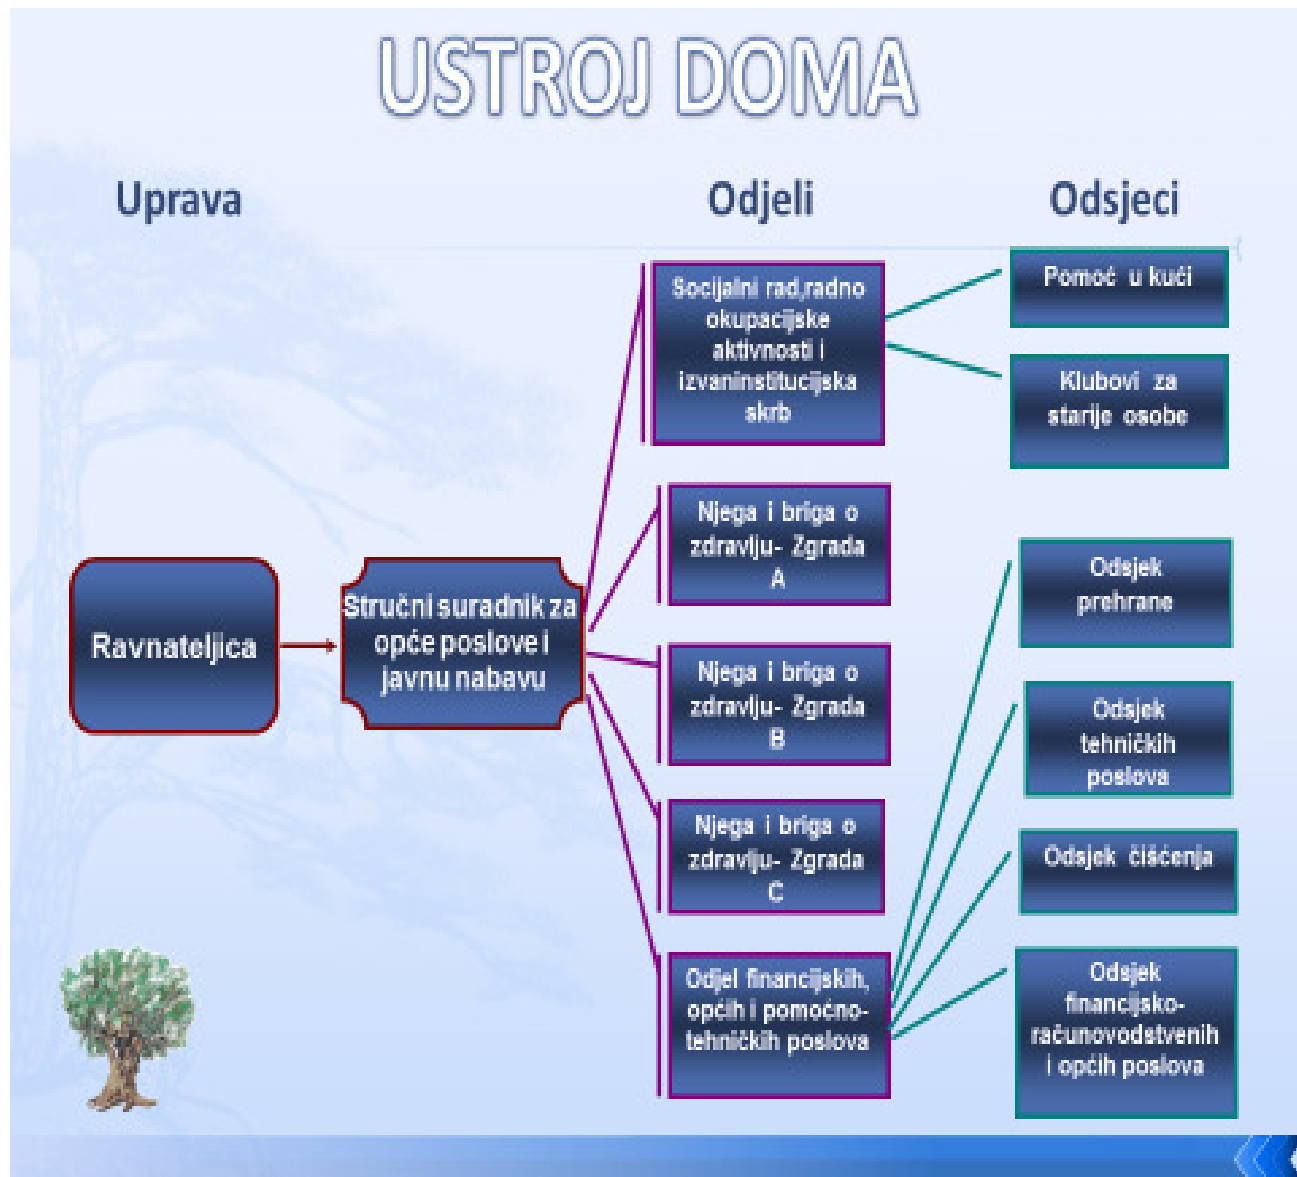 USTROJ DOMA
Uprava
Odjeli
Odsjeci
Ravnateljica
Stručni suradnik za
opće poslove i
javnu nabavu
Socijalni rad,radno
okupacijske
aktivnosti i
izvaninstitucijska
skrb
Njega i briga o
zdravlju- Zgrada
A
Njega i briga o
zdravlju- Zgrada
B
Njega i briga o
zdravlju- Zgrada
C
Odjel financijskih,
općih i pomoćno-
tehničkih poslova
Pomoć u kući
Klubovi za
starije osobe
Odsjek
prehrane
Odsjek
tehničkih
poslova
Odsjek čišćenja
Odsjek
financijsko-
računovodstvenih
i općih poslova